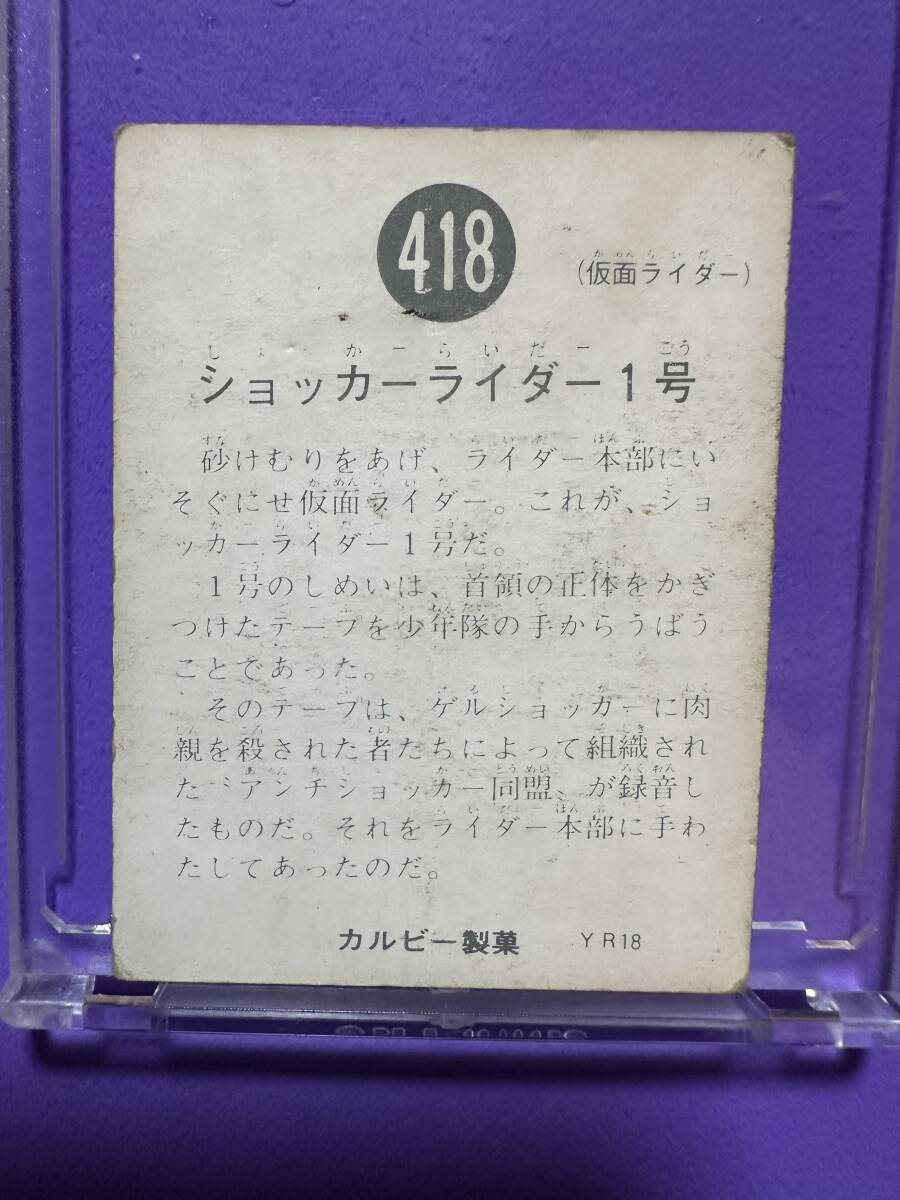 418
(仮面ライダー)
ショッカーライダー1号
砂けむりをあげ、ライダー本部にい
そぐにせ仮面ライダー。これが、ショ
ッカーライダー1号だ。
1号のしめいは、首領の正体をかぎ
つけたテープを少年隊の手からうばう
ことであった。
そのテープは、ゲルショッカーに肉
親を殺された者たちによって組織され
た〝アンチショッカー同盟〟が録音し
たものだ。それをライダー本部に手わ
たしてあったのだ。
カルビー製菓 YR18